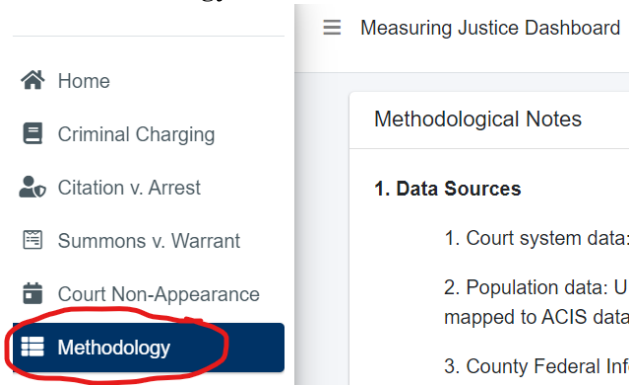 Measuring Justice Dashboard
Home
Criminal Charging
Citation v. Arrest
Summons v. Warrant
Court Non-Appearance
Methodology
Methodological Notes
1. Data Sources
1. Court system data:
2. Population data: U
mapped to ACIS data
3. County Federal Inf